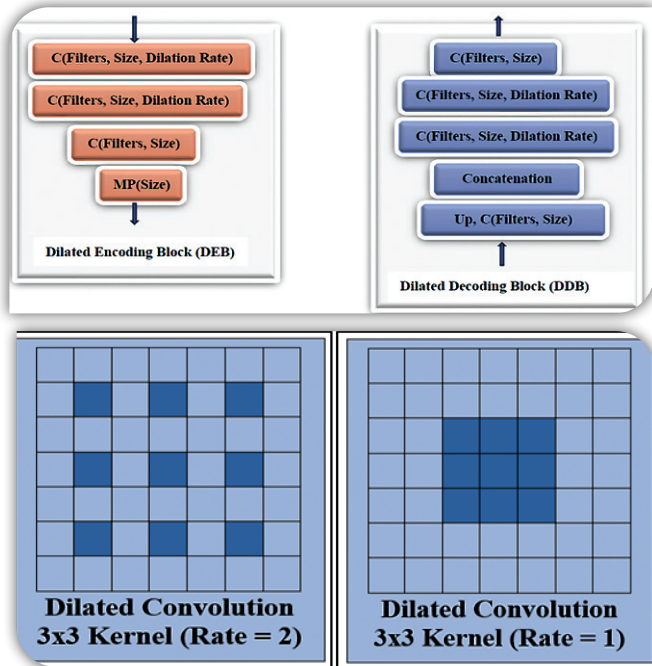 C(Filters, Size, Dilation Rate)
C(Filters, Size, Dilation Rate)
C(Filters, Size)
MP(Size)
Dilated Encoding Block (DEB)
C(Filters, Size)
C(Filters, Size, Dilation Rate)
C(Filters, Size, Dilation Rate)
Concatenation
Up, C(Filters, Size)
Dilated Decoding Block (DDB)
Dilated Convolution
3x3 Kernel (Rate = 2)
Dilated Convolution
3x3 Kernel (Rate = 1)